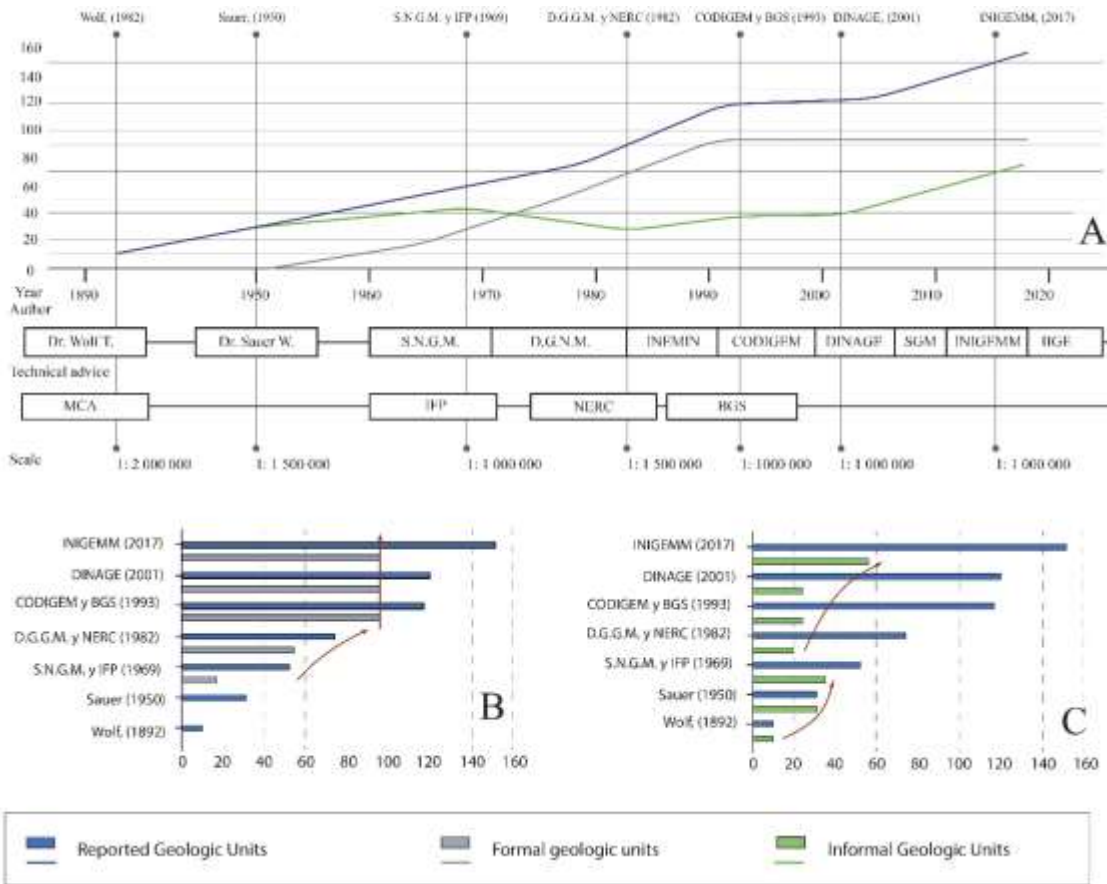 Wolf, (1982) Sauer, (1950) S.N.G.M. y IFP (1969) D.G.G.M. y NERC (1982) CODIGEM y BGS (1993) DINAGE, (2001) INIGEMM, (2017)
160
140
120
100
80
60
40
20
0
A
Year 1890 1950 1960 1970 1980 1990 2000 2010 2020
Author
Dr. Wolf T. Dr. Sauer W. S.N.G.M. D.G.N.M. INEMIN CODIGEM DINAGE SGM INIGEMM IIGE
Technical advice
MCA IFP NERC BGS
Scale 1: 2 000 000 1: 1 500 000 1: 1 000 000 1: 1 500 000 1: 1000 000 1: 1 000 000 1: 1 000 000
INIGEMM (2017)
DINAGE (2001)
CODIGEM y BGS (1993)
D.G.G.M. y NERC (1982)
S.N.G.M. y IFP (1969)
Sauer (1950)
Wolf, (1892)
B
0 20 40 60 80 100 120 140 160
INIGEMM (2017)
DINAGE (2001)
CODIGEM y BGS (1993)
D.G.G.M. y NERC (1982)
S.N.G.M. y IFP (1969)
Sauer (1950)
Wolf, (1892)
C
0 20 40 60 80 100 120 140 160
Reported Geologic Units Formal geologic units Informal Geologic Units